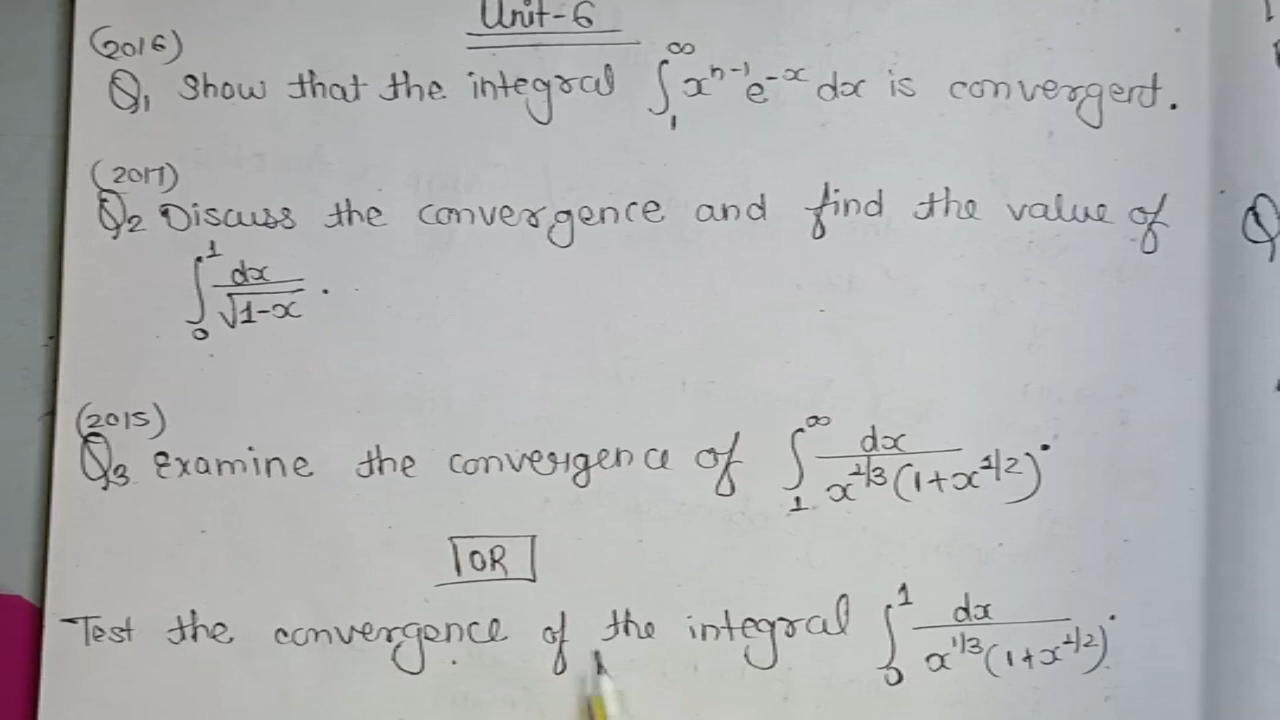 Unit-6
(2016)
Q1 Show that the integral ∫₁^∞ xⁿ⁻¹ e⁻ˣ dx is convergent.
(2017)
Q2 Discuss the convergence and find the value of
∫₀¹ dx/√(1-x) .
(2015)
Q3 Examine the convergence of ∫₁^∞ dx/(x^{1/3}(1+x^{1/2})).
OR
Test the convergence of the integral ∫₀¹ dx/(x^{1/3}(1+x^{1/2})).